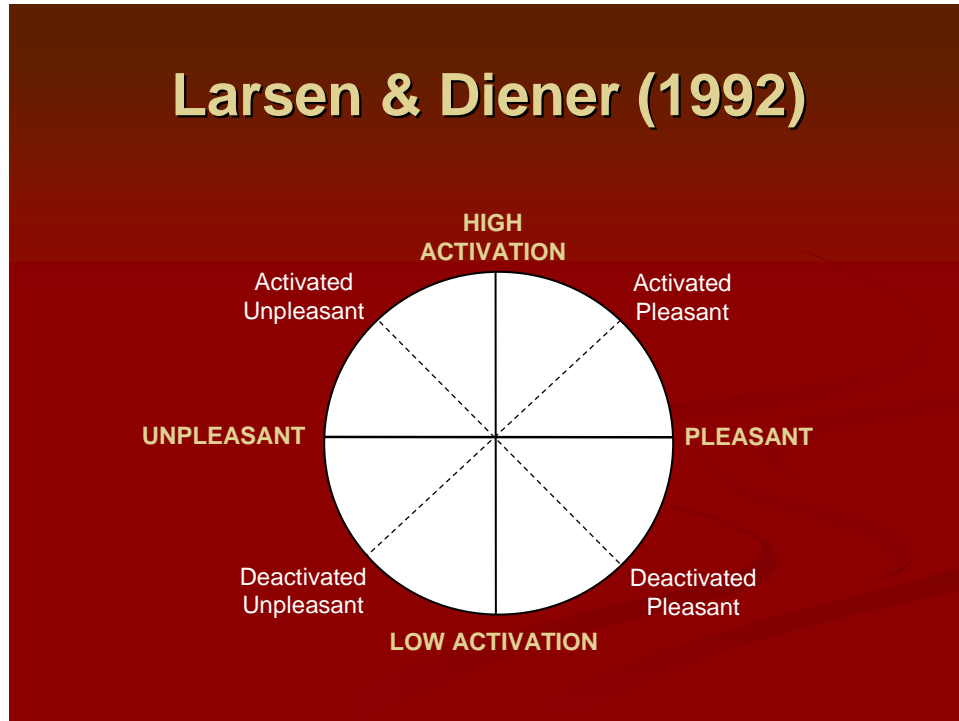 Larsen & Diener (1992)
HIGH
ACTIVATION
Activated
Unpleasant
Activated
Pleasant
UNPLEASANT
PLEASANT
Deactivated
Unpleasant
Deactivated
Pleasant
LOW ACTIVATION